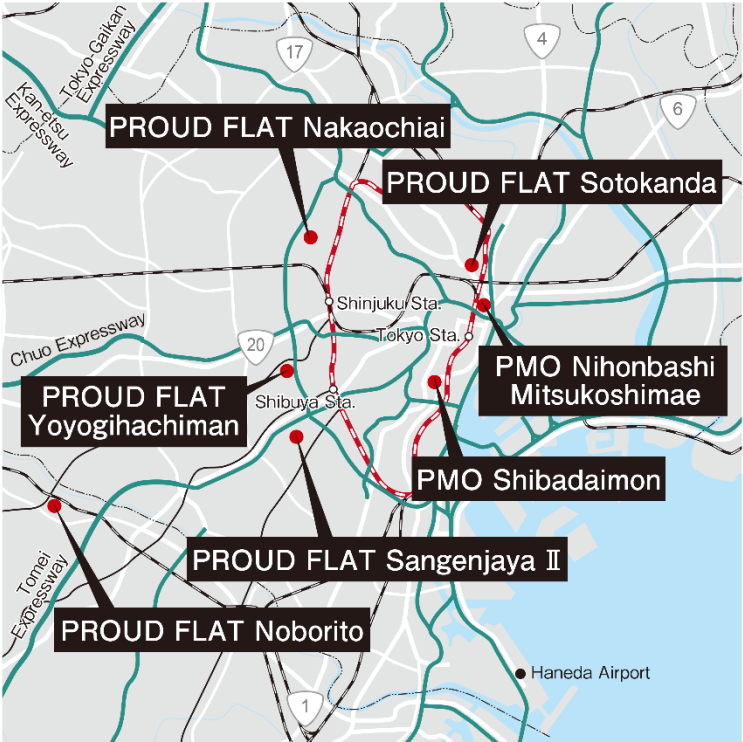 Tokyo-Gaikan
Expressway
Kan-etsu
Expressway
17
4
6
PROUD FLAT Nakaochiai
PROUD FLAT Sotokanda
Shinjuku Sta.
Tokyo Sta.
Chuo Expressway
20
PMO Nihonbashi
Mitsukoshimae
PROUD FLAT
Yoyogihachiman
Shibuya Sta.
PMO Shibadaimon
PROUD FLAT Sangenjaya Ⅱ
Tomei
Expressway
PROUD FLAT Noborito
Haneda Airport
1